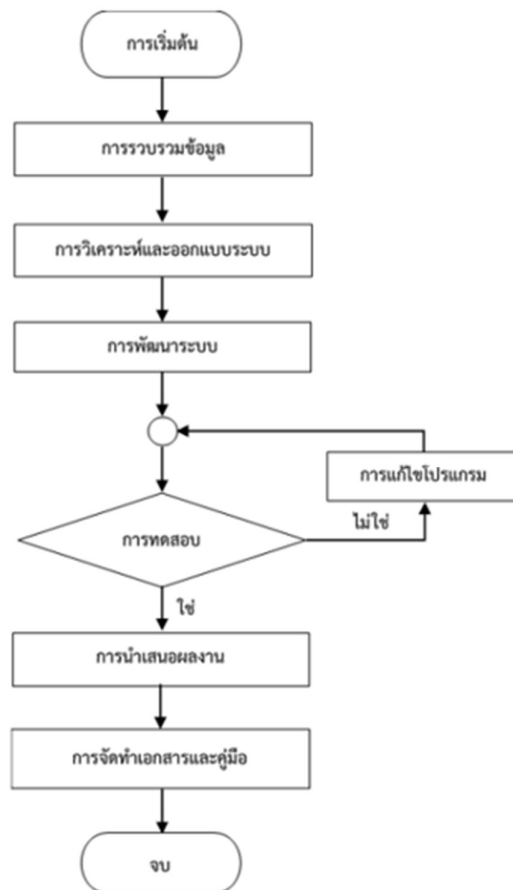 การเริ่มต้น
การรวบรวมข้อมูล
การวิเคราะห์และออกแบบระบบ
การพัฒนาระบบ
การแก้ไขโปรแกรม
ไม่ใช่
การทดสอบ
ใช่
การนำเสนอผลงาน
การจัดทำเอกสารและคู่มือ
จบ